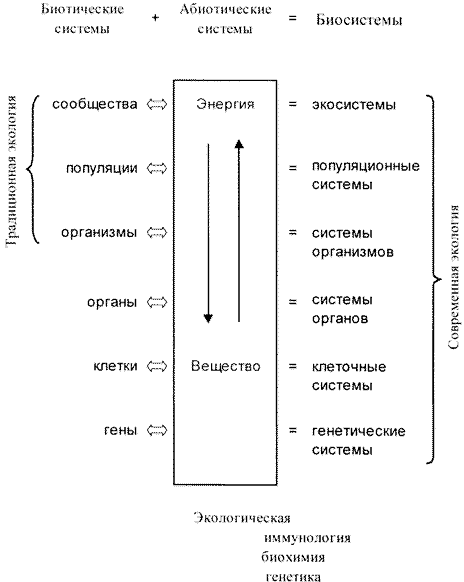 Биотические + Абиотические = Биосистемы
системы системы
Традиционная экология
сообщества ⇔ Энергия = экосистемы
популяции ⇔ = популяционные
системы
организмы ⇔ = системы
организмов
органы ⇔ = системы
органов
клетки ⇔ Вещество = клеточные
системы
гены ⇔ = генетические
системы
Современная экология
Экологическая
иммунология
биохимия
генетика